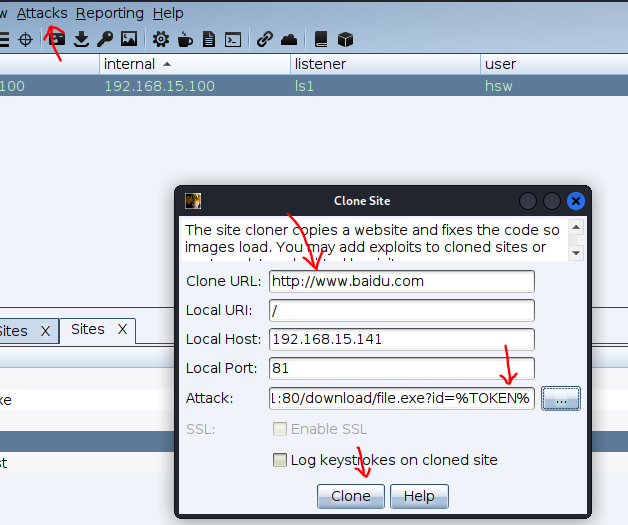 w Attacks Reporting Help
internal listener user
100 192.168.15.100 ls1 hsw
Clone Site
The site cloner copies a website and fixes the code so
images load. You may add exploits to cloned sites or
Clone URL: http://www.baidu.com
Local URI: /
Local Host: 192.168.15.141
Local Port: 81
Attack: 1:80/download/file.exe?id=%TOKEN% ...
SSL: Enable SSL
Log keystrokes on cloned site
Clone Help
Sites X Sites X
xe
st